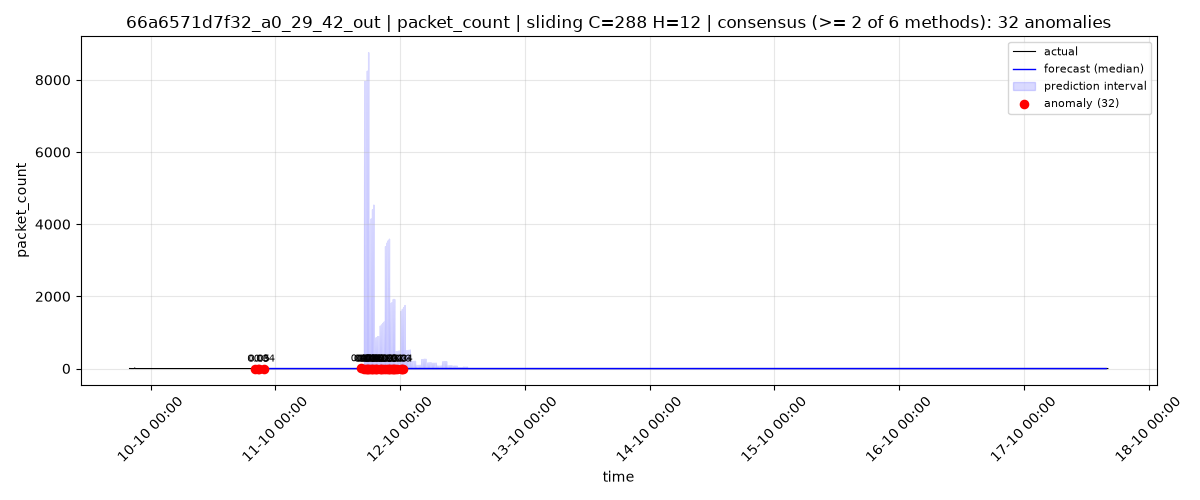 66a6571d7f32_a0_29_42_out | packet_count | sliding C=288 H=12 | consensus (>= 2 of 6 methods): 32 anomalies
actual
forecast (median)
prediction interval
anomaly (32)
packet_count
8000
6000
4000
2000
0
10-10 00:00
11-10 00:00
12-10 00:00
13-10 00:00
14-10 00:00
15-10 00:00
16-10 00:00
17-10 00:00
18-10 00:00
time